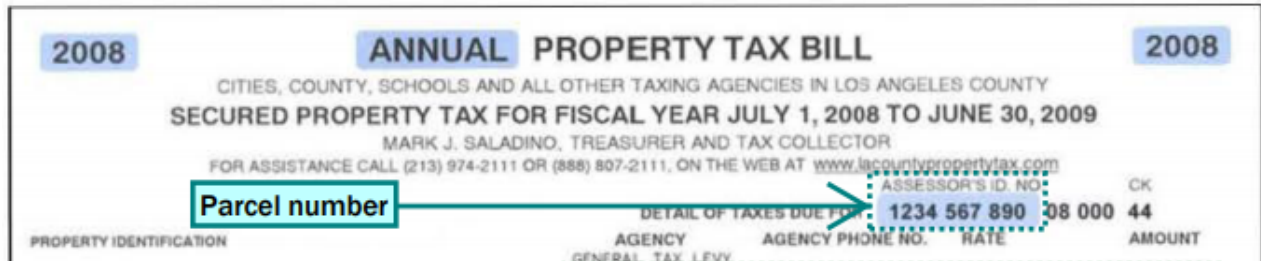 2008 ANNUAL PROPERTY TAX BILL 2008
CITIES, COUNTY, SCHOOLS AND ALL OTHER TAXING AGENCIES IN LOS ANGELES COUNTY
SECURED PROPERTY TAX FOR FISCAL YEAR JULY 1, 2008 TO JUNE 30, 2009
MARK J. SALADINO, TREASURER AND TAX COLLECTOR
FOR ASSISTANCE CALL (213) 974-2111 OR (888) 807-2111, ON THE WEB AT www.lacountypropertytax.com
ASSESSOR'S ID. NO. CK
Parcel number DETAIL OF TAXES DUE FOR 1234 567 890 08 000 44
PROPERTY IDENTIFICATION AGENCY AGENCY PHONE NO. RATE AMOUNT
GENERAL TAX LEVY